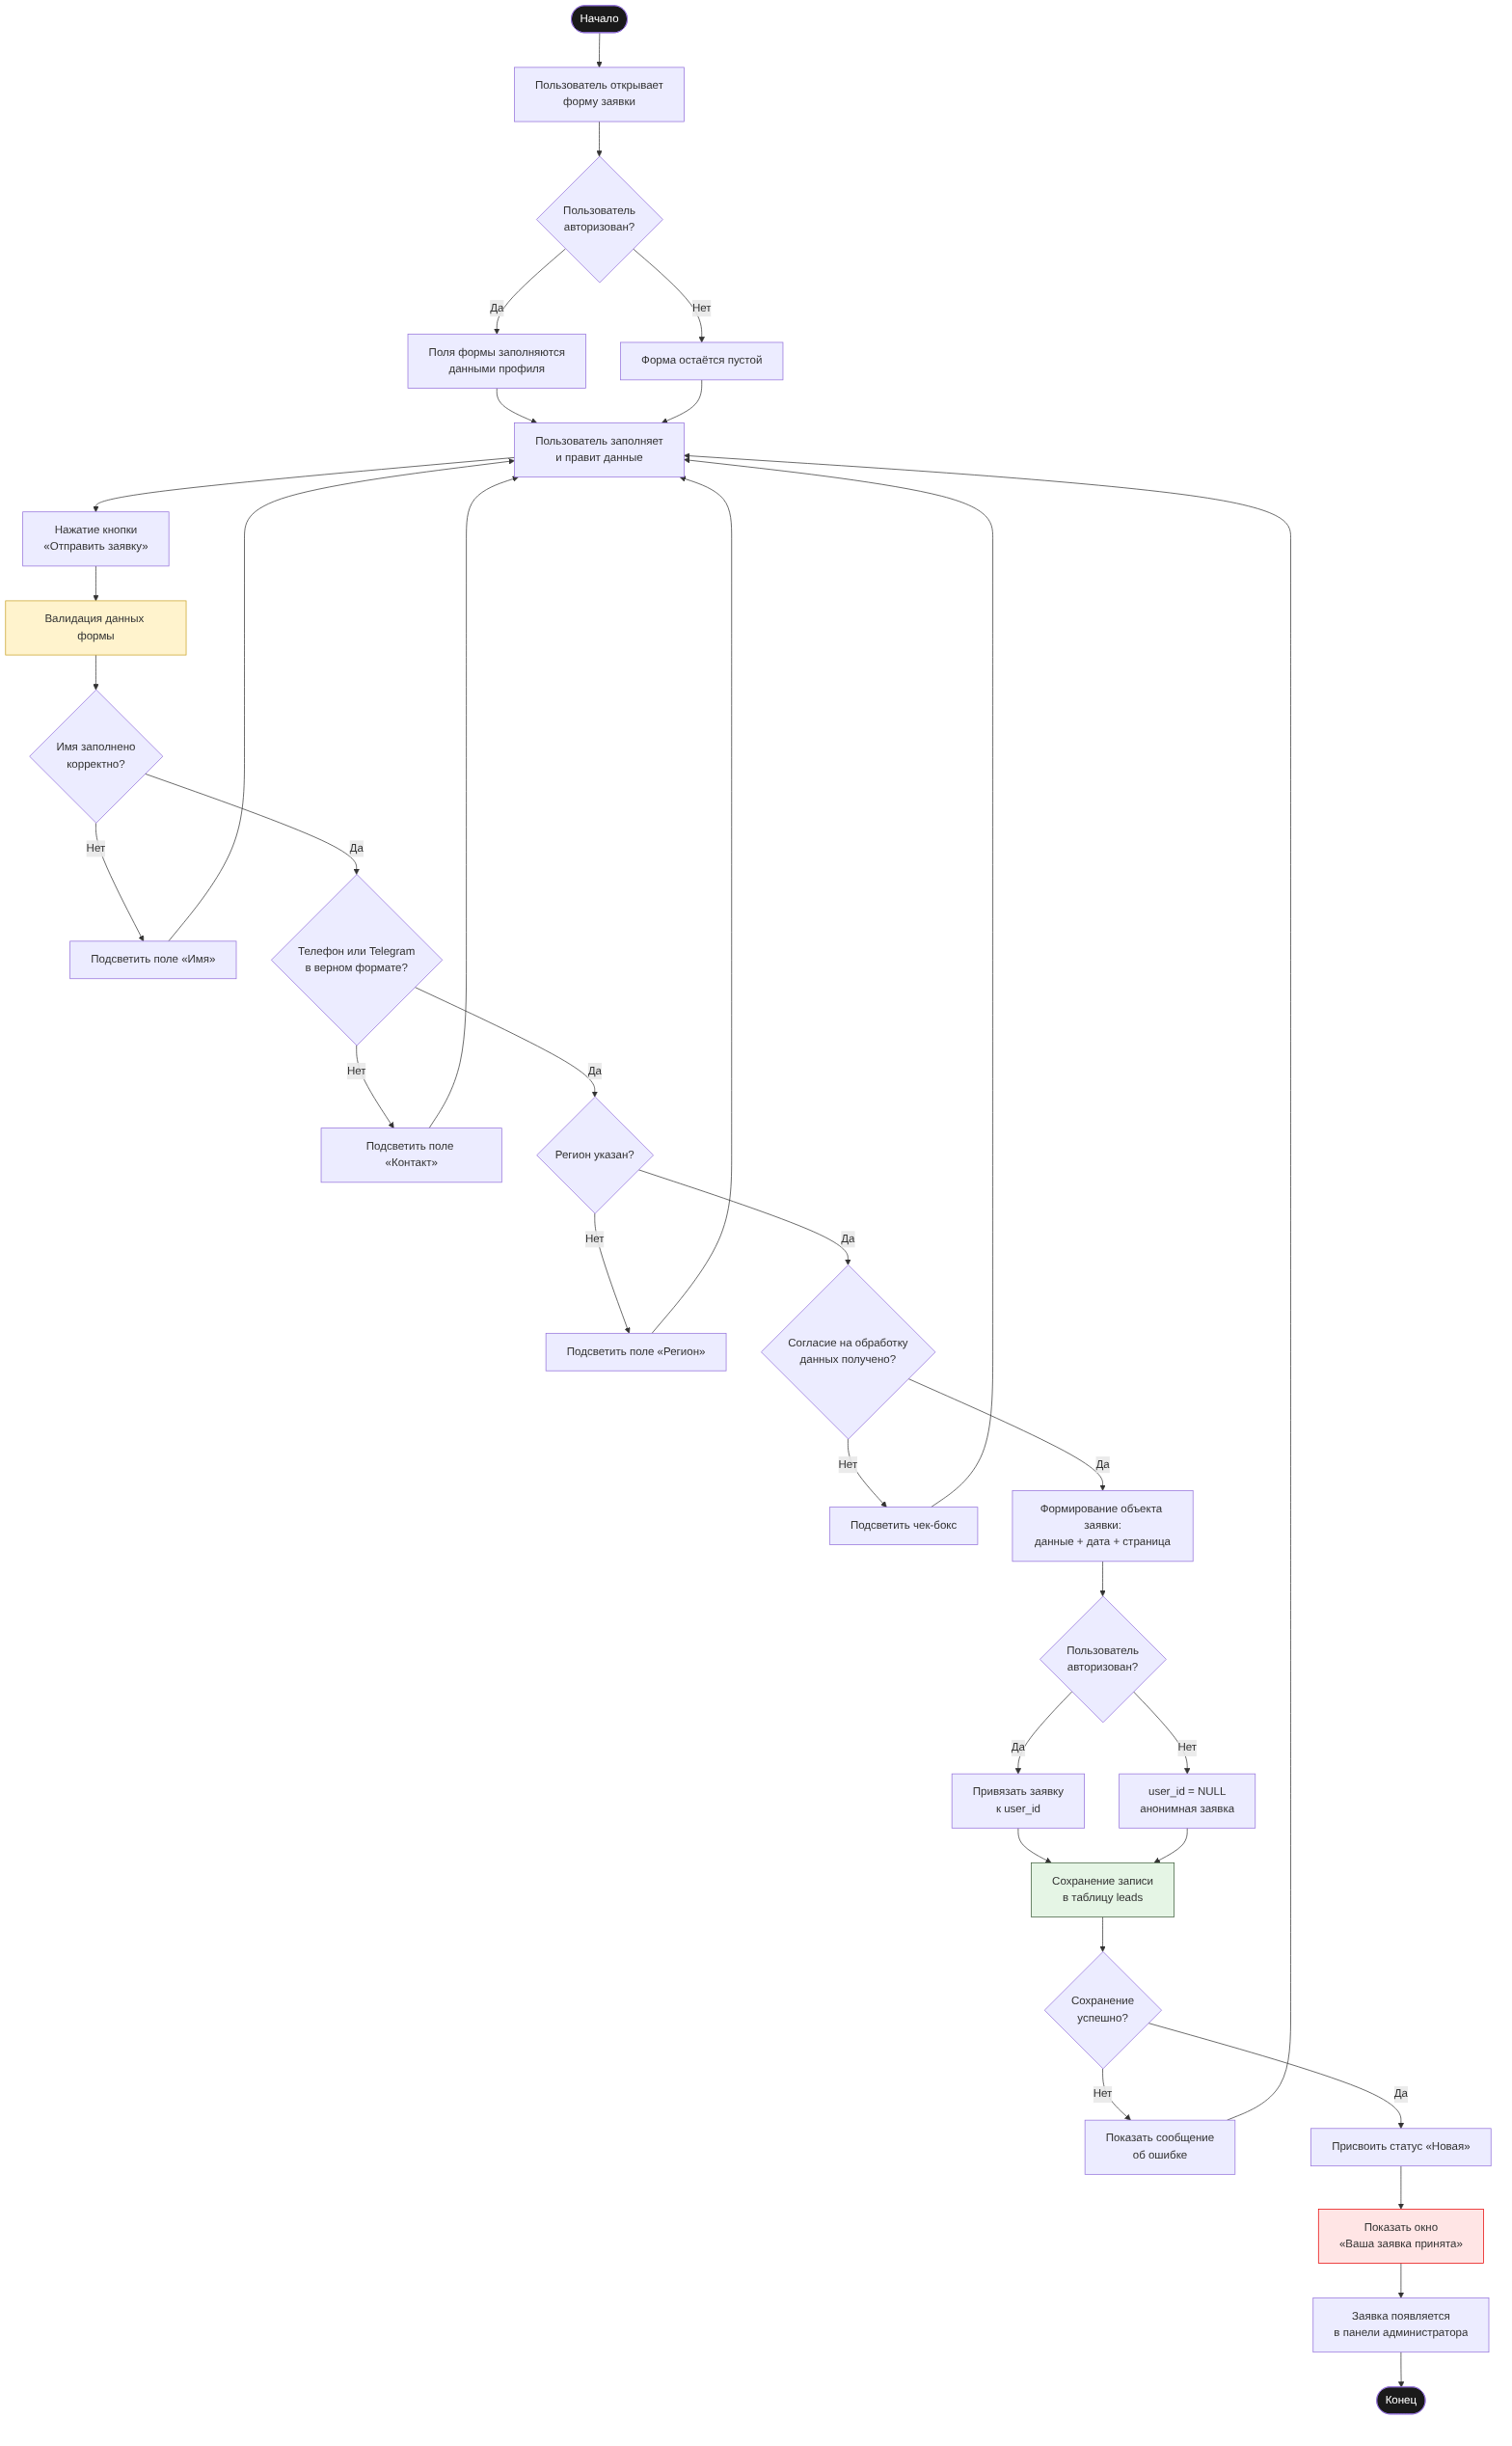 Начало
Пользователь открывает
форму заявки
Пользователь
авторизован?
Да
Нет
Поля формы заполняются
данными профиля
Форма остаётся пустой
Пользователь заполняет
и правит данные
Нажатие кнопки
«Отправить заявку»
Валидация данных
формы
Имя заполнено
корректно?
Нет
Да
Подсветить поле «Имя»
Телефон или Telegram
в верном формате?
Нет
Да
Подсветить поле
«Контакт»
Регион указан?
Нет
Да
Подсветить поле «Регион»
Согласие на обработку
данных получено?
Нет
Да
Подсветить чек-бокс
Формирование объекта
заявки:
данные + дата + страница
Пользователь
авторизован?
Да
Нет
Привязать заявку
к user_id
user_id = NULL
анонимная заявка
Сохранение записи
в таблицу leads
Сохранение
успешно?
Нет
Да
Показать сообщение
об ошибке
Присвоить статус «Новая»
Показать окно
«Ваша заявка принята»
Заявка появляется
в панели администратора
Конец